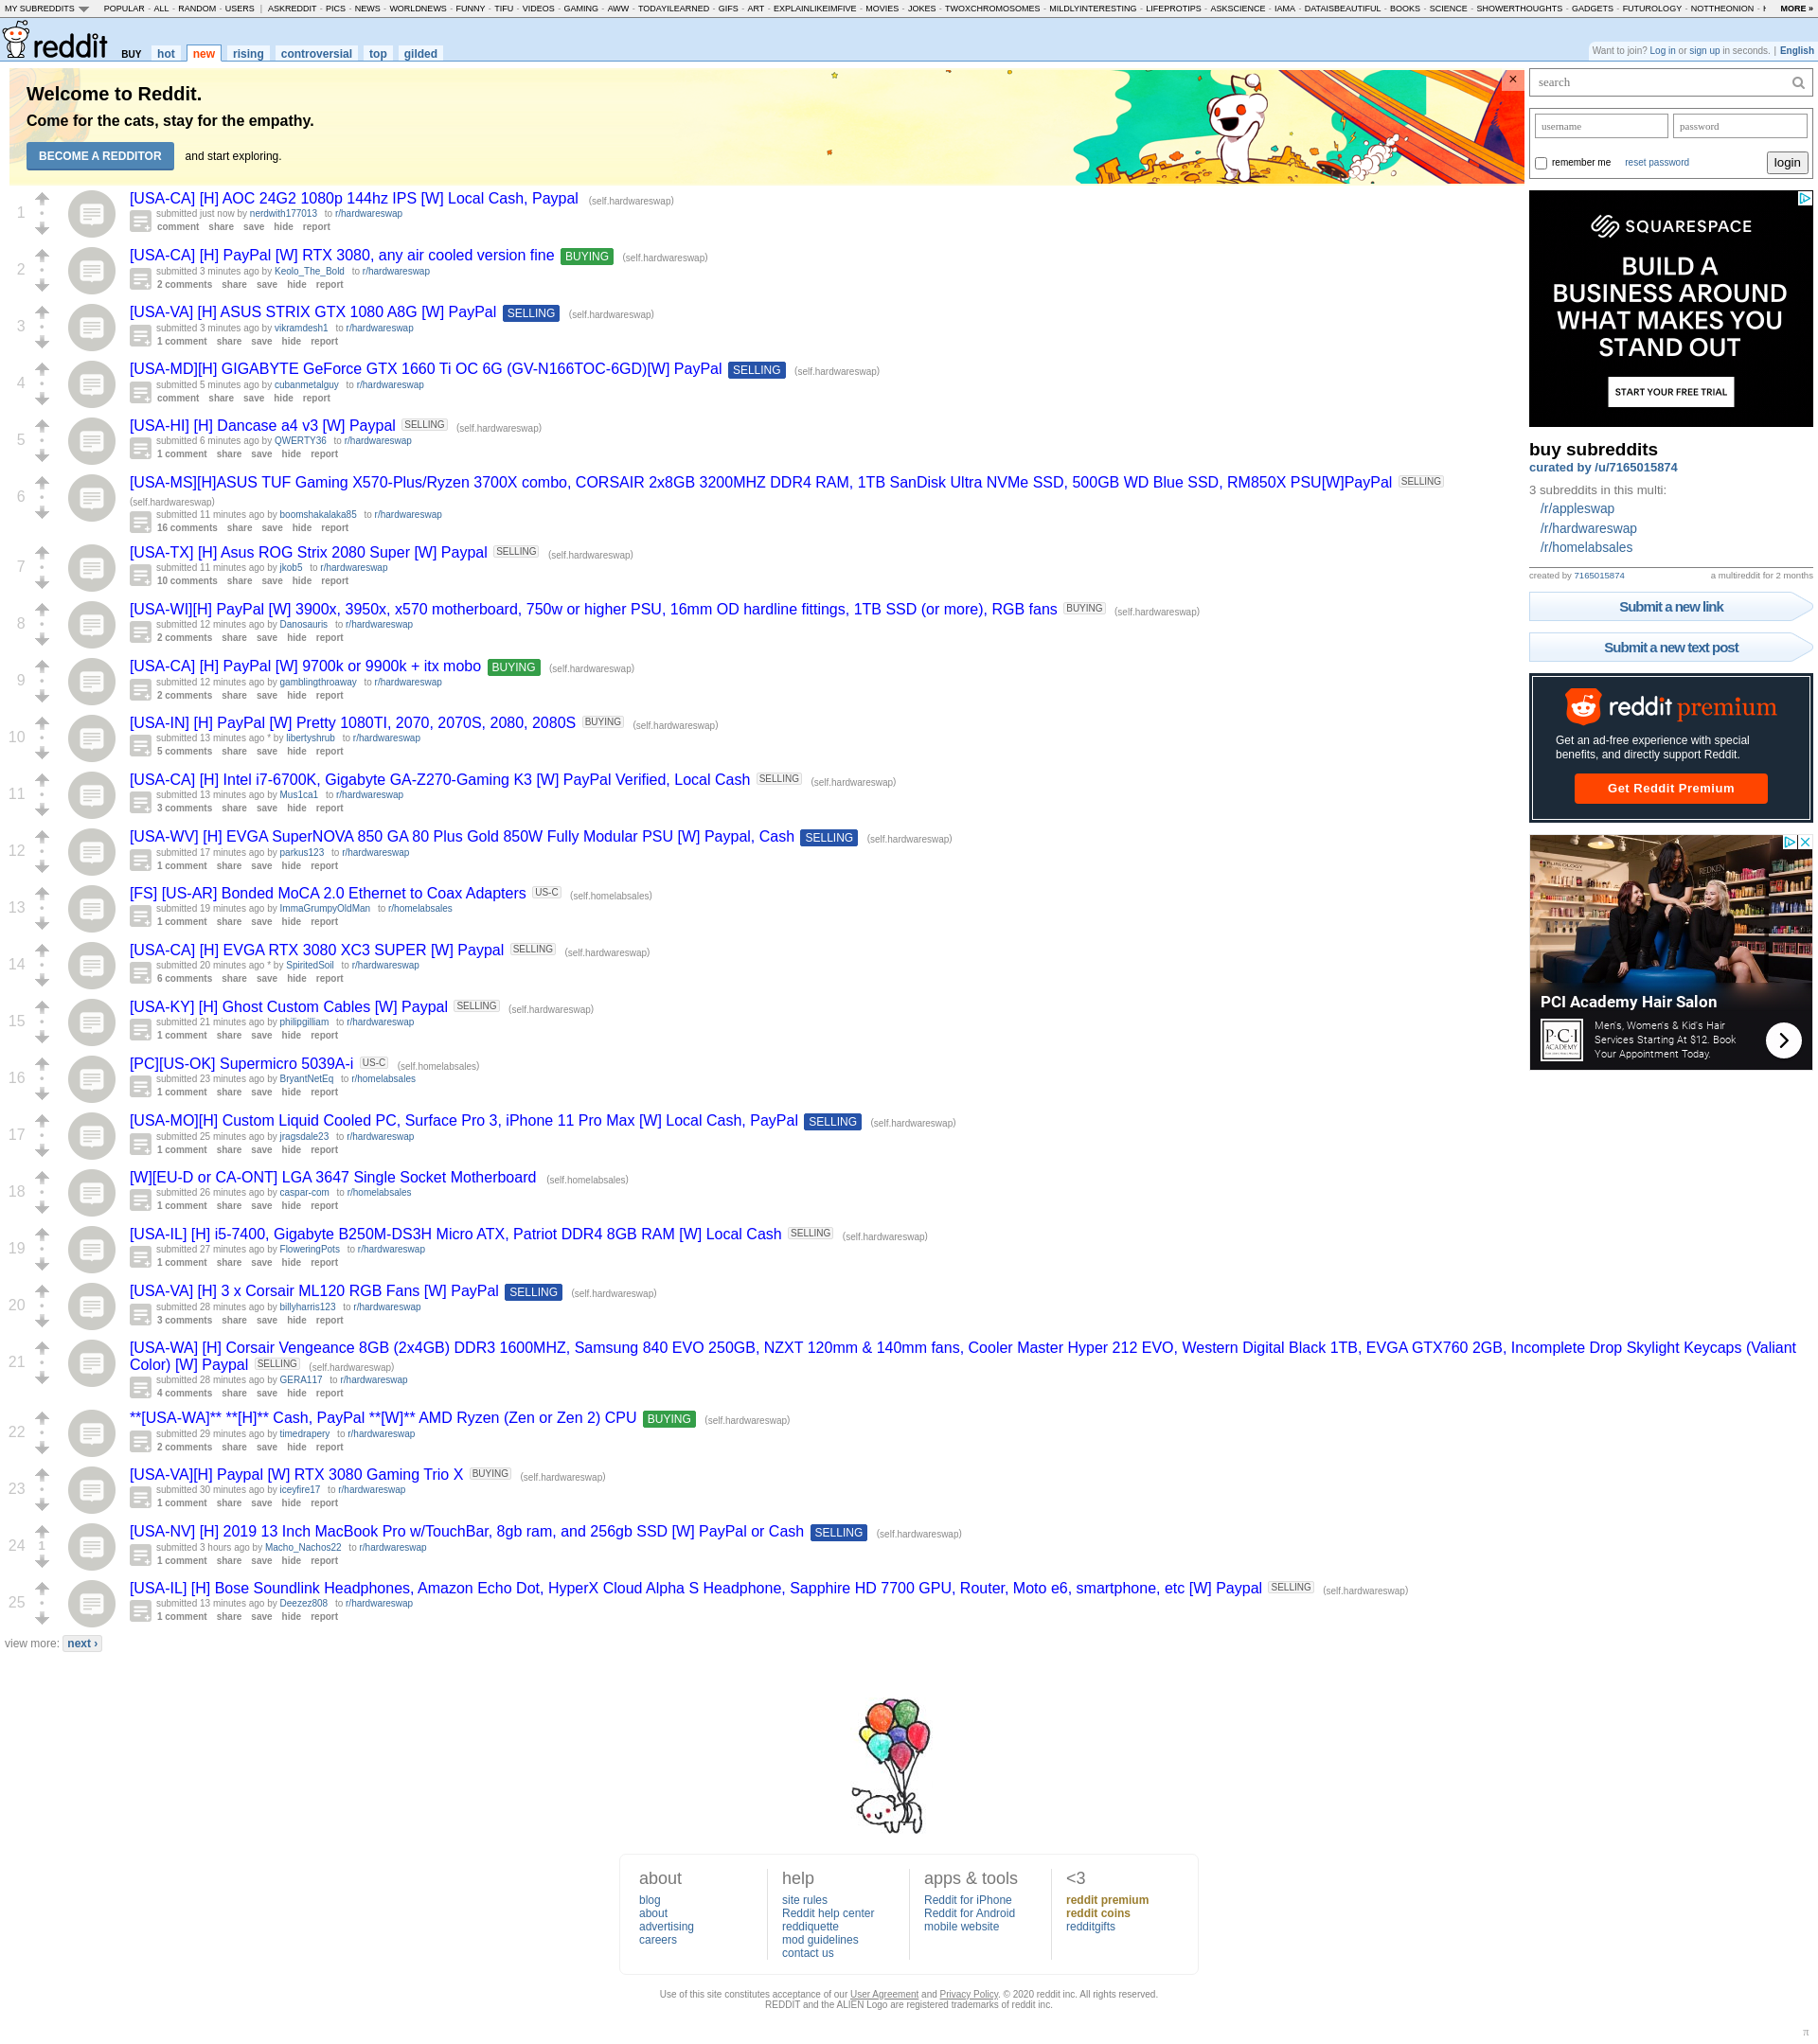 MY SUBREDDITS POPULAR - ALL - RANDOM - USERS | ASKREDDIT - PICS - NEWS - WORLDNEWS - FUNNY - TIFU - VIDEOS - GAMING - AWW - TODAYILEARNED - GIFS - ART - EXPLAINLIKEIMFIVE - MOVIES - JOKES - TWOXCHROMOSOMES - MILDLYINTERESTING - LIFEPROTIPS - ASKSCIENCE - IAMA - DATAISBEAUTIFUL - BOOKS - SCIENCE - SHOWERTHOUGHTS - GADGETS - FUTUROLOGY - NOTTHEONION - MORE »
reddit BUY hot new rising controversial top gilded
Want to join? Log in or sign up in seconds. | English
Welcome to Reddit.
Come for the cats, stay for the empathy.
BECOME A REDDITOR and start exploring.
×
1
[USA-CA] [H] AOC 24G2 1080p 144hz IPS [W] Local Cash, Paypal (self.hardwareswap)
submitted just now by nerdwith177013 to r/hardwareswap
comment share save hide report
2
[USA-CA] [H] PayPal [W] RTX 3080, any air cooled version fine BUYING (self.hardwareswap)
submitted 3 minutes ago by Keolo_The_Bold to r/hardwareswap
2 comments share save hide report
3
[USA-VA] [H] ASUS STRIX GTX 1080 A8G [W] PayPal SELLING (self.hardwareswap)
submitted 3 minutes ago by vikramdesh1 to r/hardwareswap
1 comment share save hide report
4
[USA-MD][H] GIGABYTE GeForce GTX 1660 Ti OC 6G (GV-N166TOC-6GD)[W] PayPal SELLING (self.hardwareswap)
submitted 5 minutes ago by cubanmetalguy to r/hardwareswap
comment share save hide report
5
[USA-HI] [H] Dancase a4 v3 [W] Paypal SELLING (self.hardwareswap)
submitted 6 minutes ago by QWERTY36 to r/hardwareswap
1 comment share save hide report
6
[USA-MS][H]ASUS TUF Gaming X570-Plus/Ryzen 3700X combo, CORSAIR 2x8GB 3200MHZ DDR4 RAM, 1TB SanDisk Ultra NVMe SSD, 500GB WD Blue SSD, RM850X PSU[W]PayPal SELLING
(self.hardwareswap)
submitted 11 minutes ago by boomshakalaka85 to r/hardwareswap
16 comments share save hide report
7
[USA-TX] [H] Asus ROG Strix 2080 Super [W] Paypal SELLING (self.hardwareswap)
submitted 11 minutes ago by jkob5 to r/hardwareswap
10 comments share save hide report
8
[USA-WI][H] PayPal [W] 3900x, 3950x, x570 motherboard, 750w or higher PSU, 16mm OD hardline fittings, 1TB SSD (or more), RGB fans BUYING (self.hardwareswap)
submitted 12 minutes ago by Danosauris to r/hardwareswap
2 comments share save hide report
9
[USA-CA] [H] PayPal [W] 9700k or 9900k + itx mobo BUYING (self.hardwareswap)
submitted 12 minutes ago by gamblingthroaway to r/hardwareswap
2 comments share save hide report
10
[USA-IN] [H] PayPal [W] Pretty 1080TI, 2070, 2070S, 2080, 2080S BUYING (self.hardwareswap)
submitted 13 minutes ago * by libertyshrub to r/hardwareswap
5 comments share save hide report
11
[USA-CA] [H] Intel i7-6700K, Gigabyte GA-Z270-Gaming K3 [W] PayPal Verified, Local Cash SELLING (self.hardwareswap)
submitted 13 minutes ago by Mus1ca1 to r/hardwareswap
3 comments share save hide report
12
[USA-WV] [H] EVGA SuperNOVA 850 GA 80 Plus Gold 850W Fully Modular PSU [W] Paypal, Cash SELLING (self.hardwareswap)
submitted 17 minutes ago by parkus123 to r/hardwareswap
1 comment share save hide report
13
[FS] [US-AR] Bonded MoCA 2.0 Ethernet to Coax Adapters US-C (self.homelabsales)
submitted 19 minutes ago by ImmaGrumpyOldMan to r/homelabsales
1 comment share save hide report
14
[USA-CA] [H] EVGA RTX 3080 XC3 SUPER [W] Paypal SELLING (self.hardwareswap)
submitted 20 minutes ago * by SpiritedSoil to r/hardwareswap
6 comments share save hide report
15
[USA-KY] [H] Ghost Custom Cables [W] Paypal SELLING (self.hardwareswap)
submitted 21 minutes ago by philipgilliam to r/hardwareswap
1 comment share save hide report
16
[PC][US-OK] Supermicro 5039A-i US-C (self.homelabsales)
submitted 23 minutes ago by BryantNetEq to r/homelabsales
1 comment share save hide report
17
[USA-MO][H] Custom Liquid Cooled PC, Surface Pro 3, iPhone 11 Pro Max [W] Local Cash, PayPal SELLING (self.hardwareswap)
submitted 25 minutes ago by jragsdale23 to r/hardwareswap
1 comment share save hide report
18
[W][EU-D or CA-ONT] LGA 3647 Single Socket Motherboard (self.homelabsales)
submitted 26 minutes ago by caspar-com to r/homelabsales
1 comment share save hide report
19
[USA-IL] [H] i5-7400, Gigabyte B250M-DS3H Micro ATX, Patriot DDR4 8GB RAM [W] Local Cash SELLING (self.hardwareswap)
submitted 27 minutes ago by FloweringPots to r/hardwareswap
1 comment share save hide report
20
[USA-VA] [H] 3 x Corsair ML120 RGB Fans [W] PayPal SELLING (self.hardwareswap)
submitted 28 minutes ago by billyharris123 to r/hardwareswap
3 comments share save hide report
21
[USA-WA] [H] Corsair Vengeance 8GB (2x4GB) DDR3 1600MHZ, Samsung 840 EVO 250GB, NZXT 120mm & 140mm fans, Cooler Master Hyper 212 EVO, Western Digital Black 1TB, EVGA GTX760 2GB, Incomplete Drop Skylight Keycaps (Valiant
Color) [W] Paypal SELLING (self.hardwareswap)
submitted 28 minutes ago by GERA117 to r/hardwareswap
4 comments share save hide report
22
**[USA-WA]** **[H]** Cash, PayPal **[W]** AMD Ryzen (Zen or Zen 2) CPU BUYING (self.hardwareswap)
submitted 29 minutes ago by timedrapery to r/hardwareswap
2 comments share save hide report
23
[USA-VA][H] Paypal [W] RTX 3080 Gaming Trio X BUYING (self.hardwareswap)
submitted 30 minutes ago by iceyfire17 to r/hardwareswap
1 comment share save hide report
24 1
[USA-NV] [H] 2019 13 Inch MacBook Pro w/TouchBar, 8gb ram, and 256gb SSD [W] PayPal or Cash SELLING (self.hardwareswap)
submitted 3 hours ago by Macho_Nachos22 to r/hardwareswap
1 comment share save hide report
25
[USA-IL] [H] Bose Soundlink Headphones, Amazon Echo Dot, HyperX Cloud Alpha S Headphone, Sapphire HD 7700 GPU, Router, Moto e6, smartphone, etc [W] Paypal SELLING (self.hardwareswap)
submitted 13 minutes ago by Deezez808 to r/hardwareswap
1 comment share save hide report
view more: next ›
search
username password
remember me reset password login
SQUARESPACE
BUILD A
BUSINESS AROUND
WHAT MAKES YOU
STAND OUT
START YOUR FREE TRIAL
buy subreddits
curated by /u/7165015874
3 subreddits in this multi:
/r/appleswap
/r/hardwareswap
/r/homelabsales
created by 7165015874 a multireddit for 2 months
Submit a new link
Submit a new text post
reddit premium
Get an ad-free experience with special
benefits, and directly support Reddit.
Get Reddit Premium
REDKEN
PCI Academy Hair Salon
P·C·I
ACADEMY
Men's, Women's & Kid's Hair
Services Starting At $12. Book
Your Appointment Today.
about
blog
about
advertising
careers
help
site rules
Reddit help center
reddiquette
mod guidelines
contact us
apps & tools
Reddit for iPhone
Reddit for Android
mobile website
<3
reddit premium
reddit coins
redditgifts
Use of this site constitutes acceptance of our User Agreement and Privacy Policy. © 2020 reddit inc. All rights reserved.
REDDIT and the ALIEN Logo are registered trademarks of reddit inc.
π